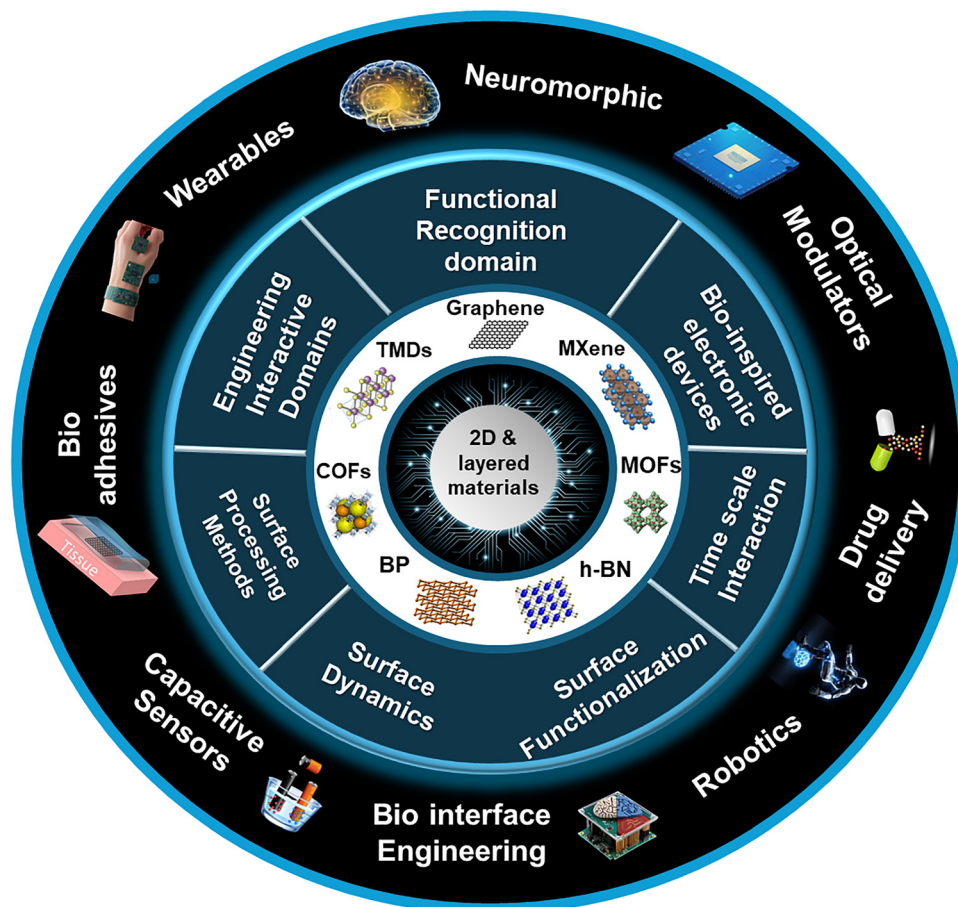 Neuromorphic
Optical
Modulators
Drug
delivery
Robotics
Bio interface
Engineering
Capacitive
Sensors
Tissue
Bio
adhesives
Wearables
Functional
Recognition
domain
Bio-inspired
electronic
devices
Time scale
Interaction
Surface
Functionalization
Surface
Dynamics
Surface
Processing
Methods
Engineering
Interactive
Domains
Graphene
MXene
MOFs
h-BN
BP
COFs
TMDs
2D &
layered
materials